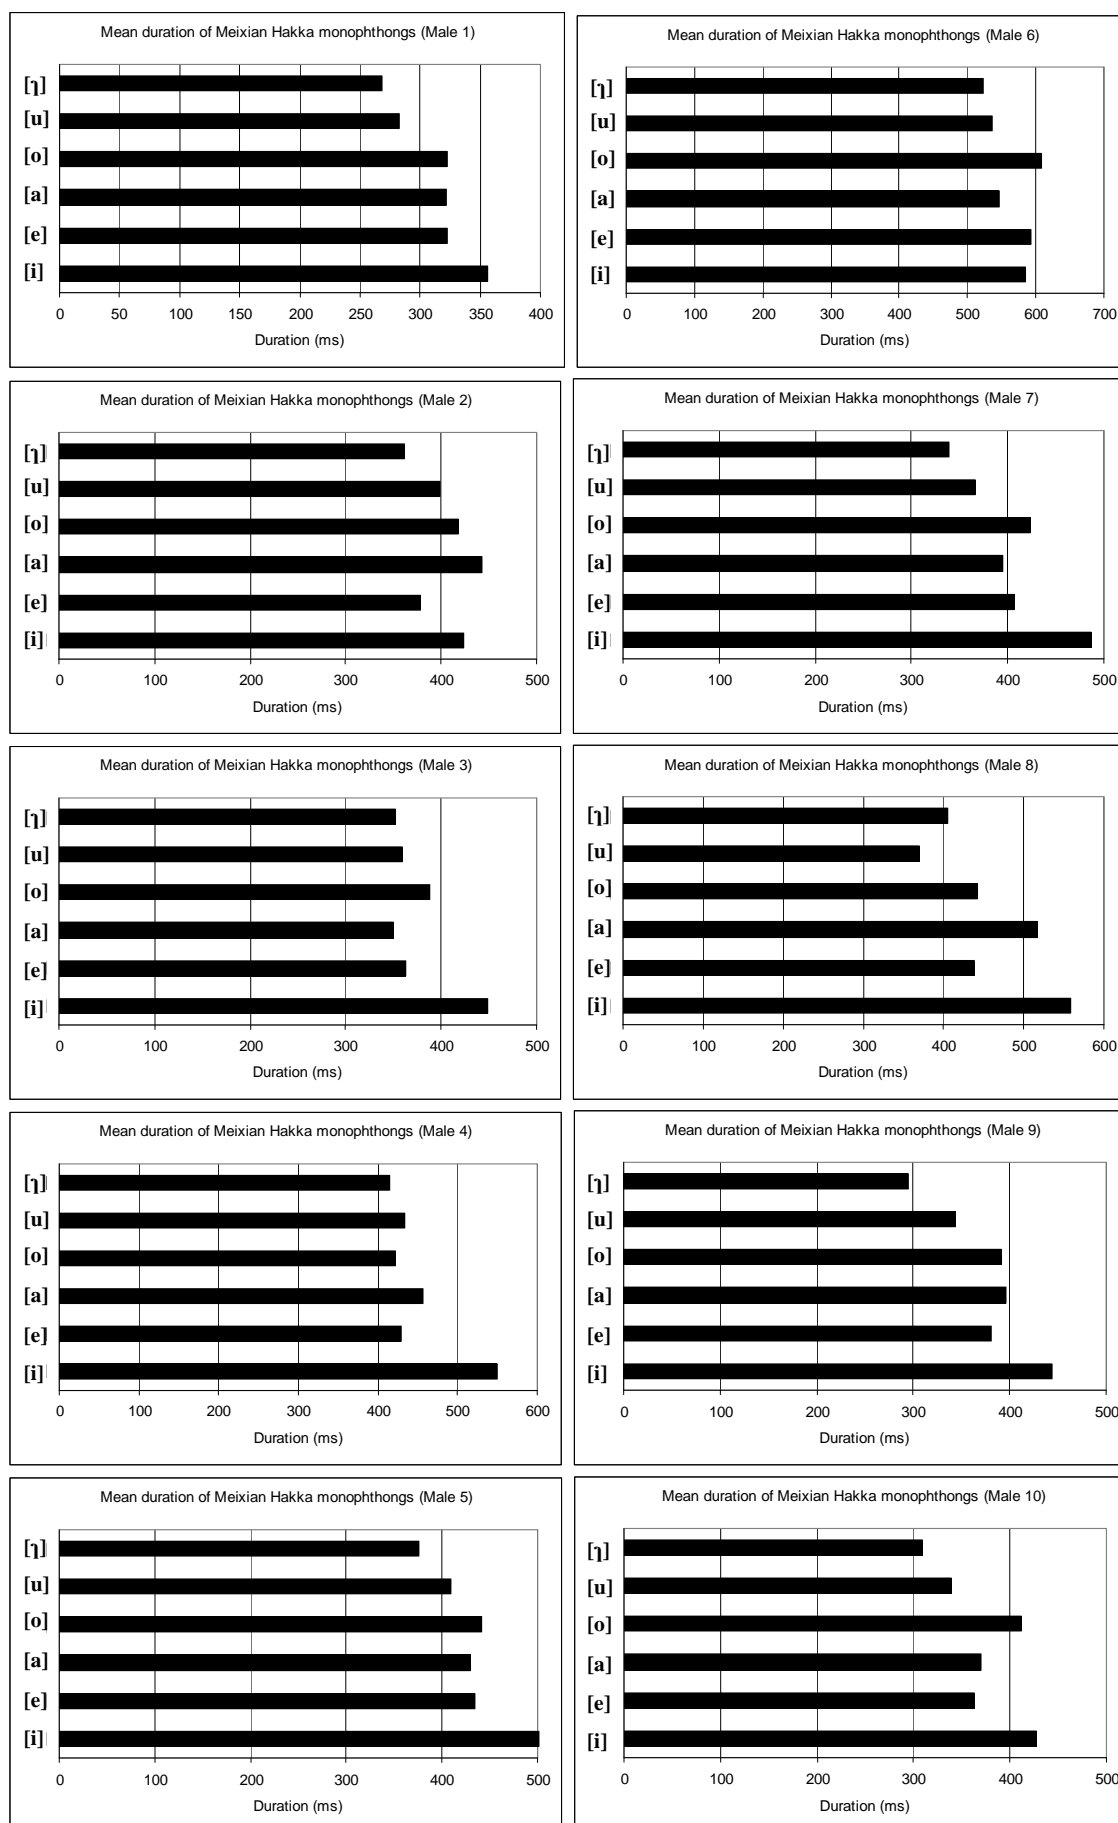 Mean duration of Meixian Hakka monophthongs (Male 1)
[ɿ]
[u]
[o]
[a]
[e]
[i]
0 50 100 150 200 250 300 350 400
Duration (ms)
Mean duration of Meixian Hakka monophthongs (Male 6)
[ɿ]
[u]
[o]
[a]
[e]
[i]
0 100 200 300 400 500 600 700
Duration (ms)
Mean duration of Meixian Hakka monophthongs (Male 2)
[ɿ]
[u]
[o]
[a]
[e]
[i]
0 100 200 300 400 500
Duration (ms)
Mean duration of Meixian Hakka monophthongs (Male 7)
[ɿ]
[u]
[o]
[a]
[e]
[i]
0 100 200 300 400 500
Duration (ms)
Mean duration of Meixian Hakka monophthongs (Male 3)
[ɿ]
[u]
[o]
[a]
[e]
[i]
0 100 200 300 400 500
Duration (ms)
Mean duration of Meixian Hakka monophthongs (Male 8)
[ɿ]
[u]
[o]
[a]
[e]
[i]
0 100 200 300 400 500 600
Duration (ms)
Mean duration of Meixian Hakka monophthongs (Male 4)
[ɿ]
[u]
[o]
[a]
[e]
[i]
0 100 200 300 400 500 600
Duration (ms)
Mean duration of Meixian Hakka monophthongs (Male 9)
[ɿ]
[u]
[o]
[a]
[e]
[i]
0 100 200 300 400 500
Duration (ms)
Mean duration of Meixian Hakka monophthongs (Male 5)
[ɿ]
[u]
[o]
[a]
[e]
[i]
0 100 200 300 400 500
Duration (ms)
Mean duration of Meixian Hakka monophthongs (Male 10)
[ɿ]
[u]
[o]
[a]
[e]
[i]
0 100 200 300 400 500
Duration (ms)